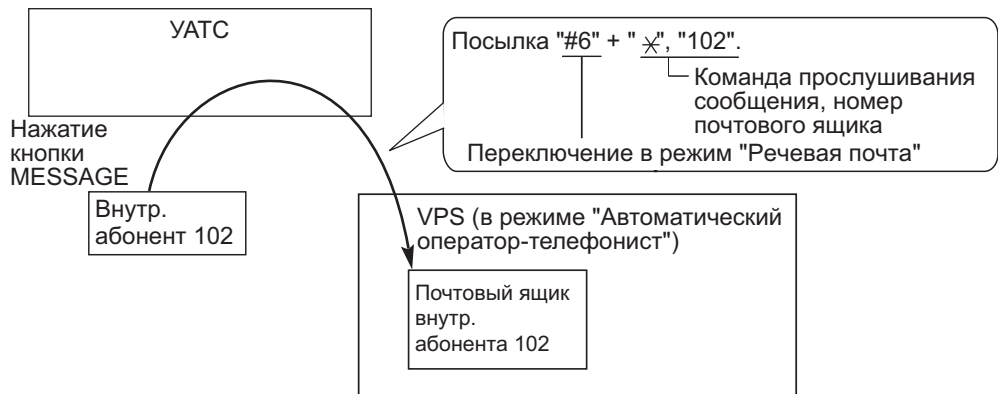 УАТС
Посылка "#6" + " ⚹", "102".
Команда прослушивания
сообщения, номер
почтового ящика
Переключение в режим "Речевая почта"
Нажатие
кнопки
MESSAGE
Внутр.
абонент 102
VPS (в режиме "Автоматический
оператор-телефонист")
Почтовый ящик
внутр.
абонента 102